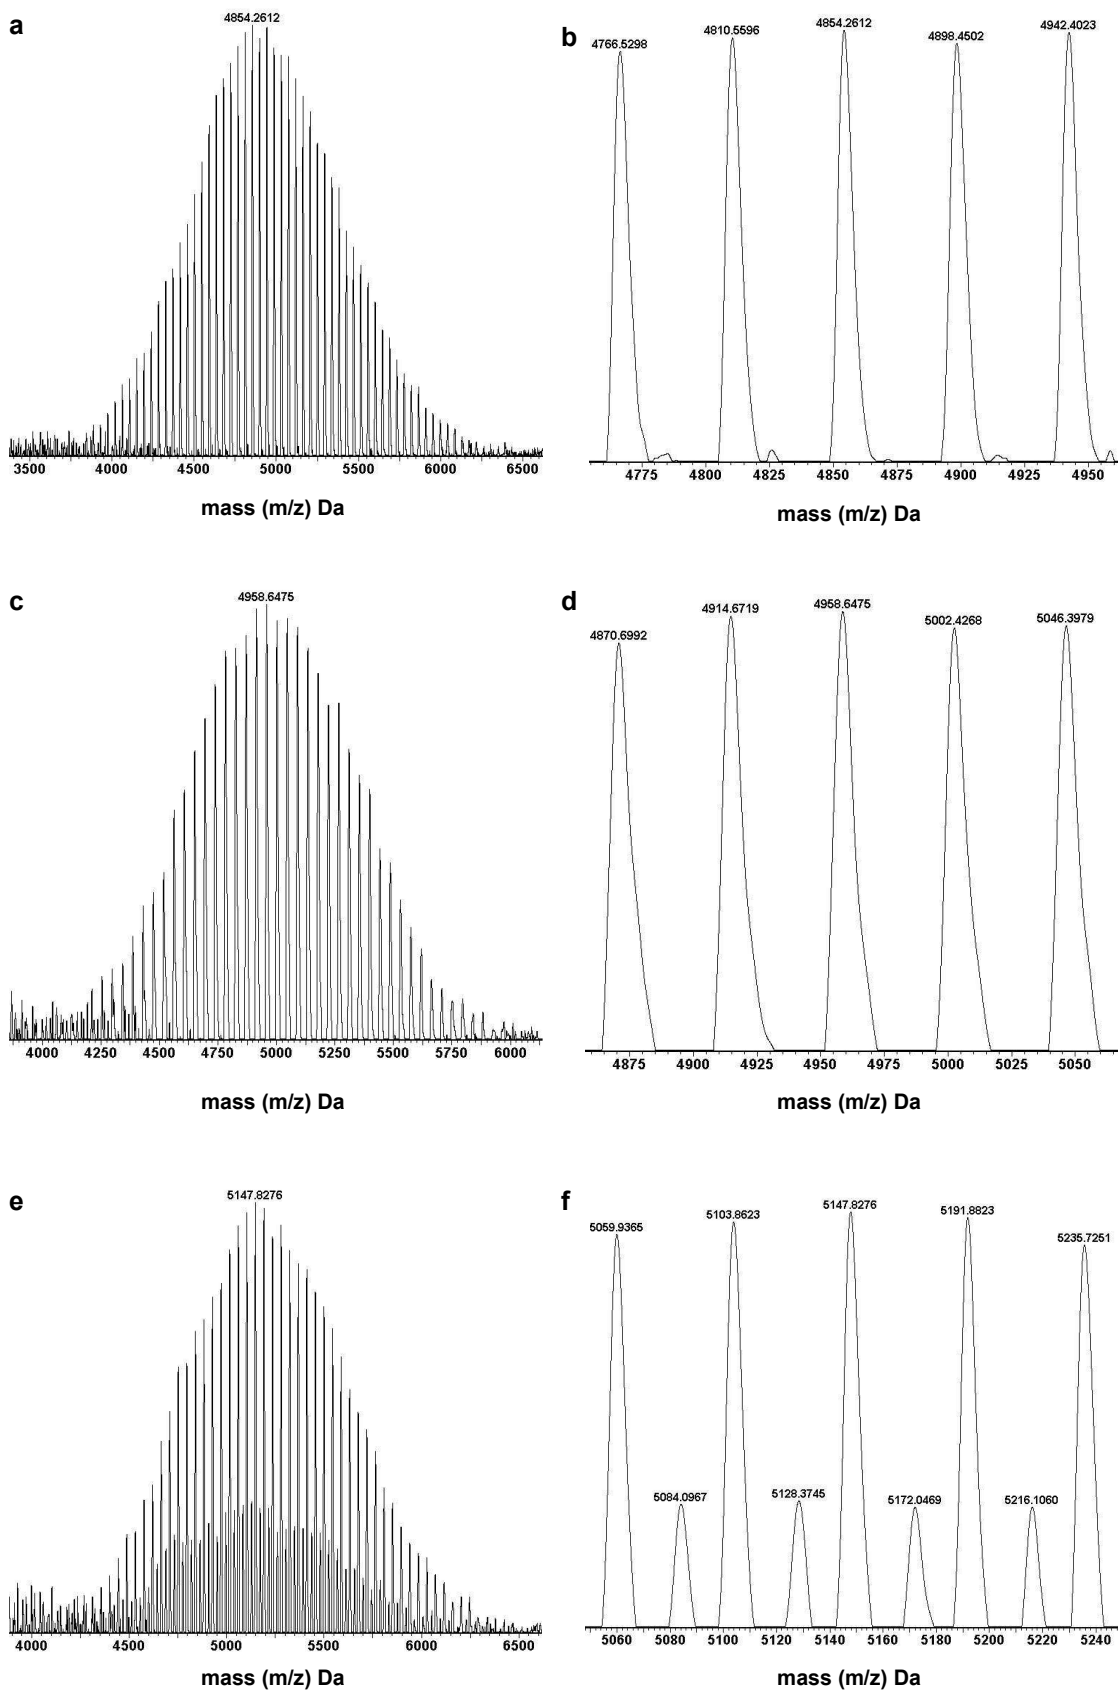 a
4854.2612
3500 4000 4500 5000 5500 6000 6500
mass (m/z) Da
b
4766.5298 4810.5596 4854.2612 4898.4502 4942.4023
4775 4800 4825 4850 4875 4900 4925 4950
mass (m/z) Da
c
4958.6475
4000 4250 4500 4750 5000 5250 5500 5750 6000
mass (m/z) Da
d
4870.6992 4914.6719 4958.6475 5002.4268 5046.3979
4875 4900 4925 4950 4975 5000 5025 5050
mass (m/z) Da
e
5147.8276
4000 4500 5000 5500 6000 6500
mass (m/z) Da
f
5059.9365 5103.8623 5147.8276 5191.8823 5235.7251
5084.0967 5128.3745 5172.0469 5216.1060
5060 5080 5100 5120 5140 5160 5180 5200 5220 5240
mass (m/z) Da